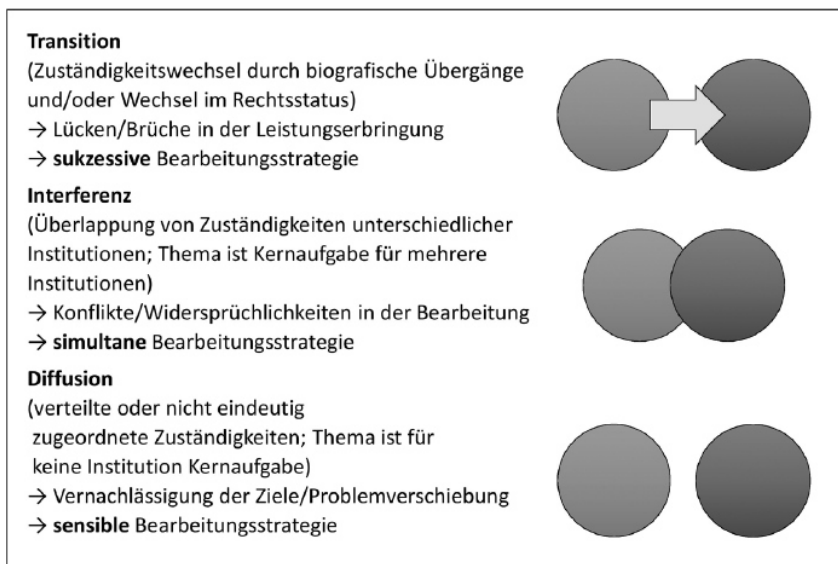 Transition
(Zuständigkeitswechsel durch biografische Übergänge
und/oder Wechsel im Rechtsstatus)
→ Lücken/Brüche in der Leistungserbringung
→ sukzessive Bearbeitungsstrategie
Interferenz
(Überlappung von Zuständigkeiten unterschiedlicher
Institutionen; Thema ist Kernaufgabe für mehrere
Institutionen)
→ Konflikte/Widersprüchlichkeiten in der Bearbeitung
→ simultane Bearbeitungsstrategie
Diffusion
(verteilte oder nicht eindeutig
zugeordnete Zuständigkeiten; Thema ist für
keine Institution Kernaufgabe)
→ Vernachlässigung der Ziele/Problemverschiebung
→ sensible Bearbeitungsstrategie